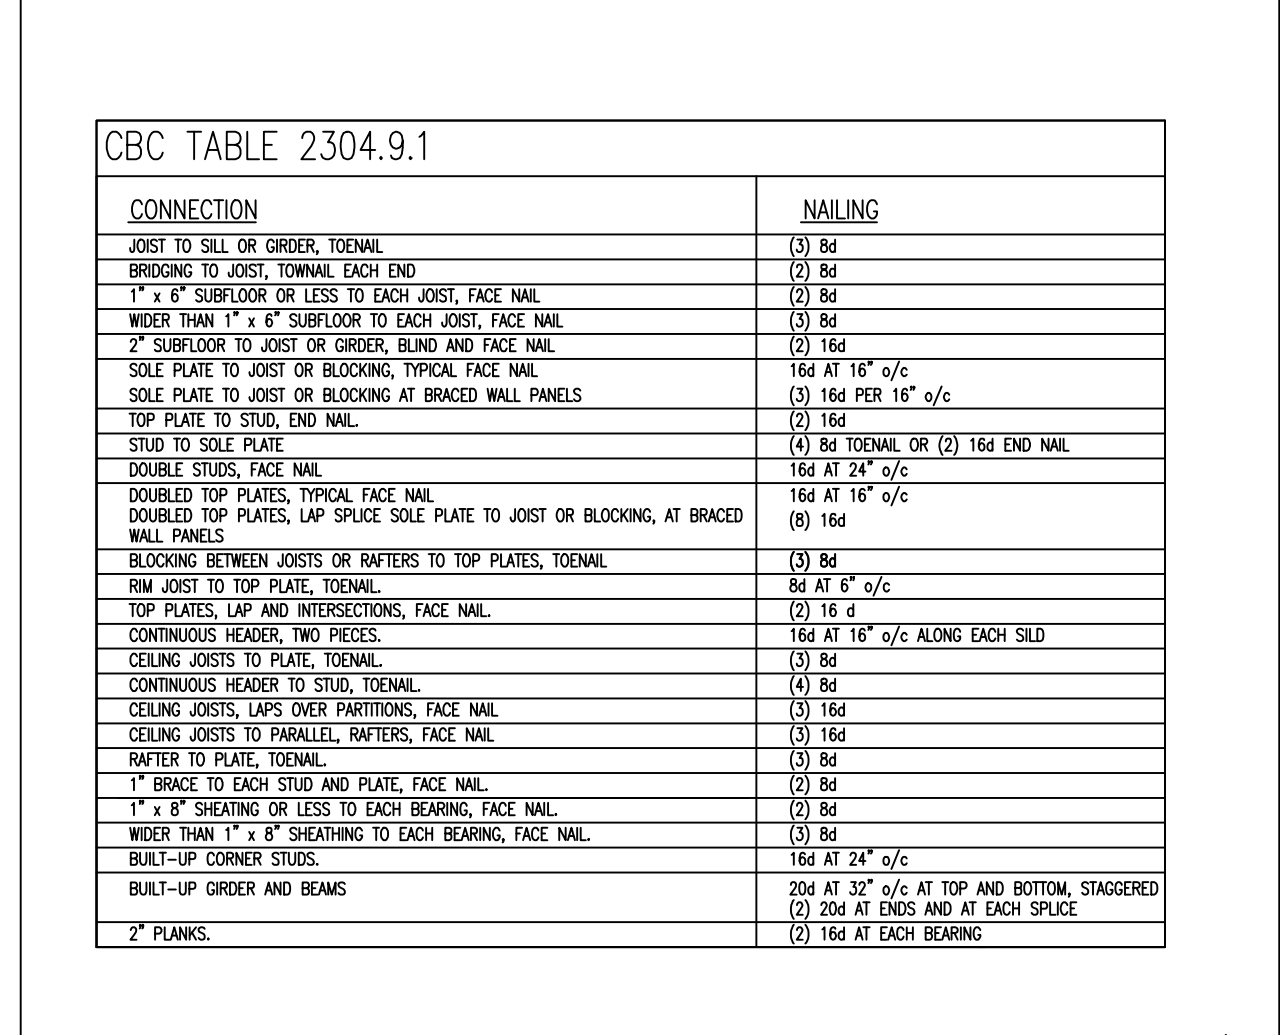 CBC TABLE 2304.9.1
CONNECTION NAILING
JOIST TO SILL OR GIRDER, TOENAIL (3) 8d
BRIDGING TO JOIST, TOWNAIL EACH END (2) 8d
1" x 6" SUBFLOOR OR LESS TO EACH JOIST, FACE NAIL (2) 8d
WIDER THAN 1" x 6" SUBFLOOR TO EACH JOIST, FACE NAIL (3) 8d
2" SUBFLOOR TO JOIST OR GIRDER, BLIND AND FACE NAIL (2) 16d
SOLE PLATE TO JOIST OR BLOCKING, TYPICAL FACE NAIL 16d AT 16" o/c
SOLE PLATE TO JOIST OR BLOCKING AT BRACED WALL PANELS (3) 16d PER 16" o/c
TOP PLATE TO STUD, END NAIL. (2) 16d
STUD TO SOLE PLATE (4) 8d TOENAIL OR (2) 16d END NAIL
DOUBLE STUDS, FACE NAIL 16d AT 24" o/c
DOUBLED TOP PLATES, TYPICAL FACE NAIL 16d AT 16" o/c
DOUBLED TOP PLATES, LAP SPLICE SOLE PLATE TO JOIST OR BLOCKING, AT BRACED (8) 16d
WALL PANELS
BLOCKING BETWEEN JOISTS OR RAFTERS TO TOP PLATES, TOENAIL (3) 8d
RIM JOIST TO TOP PLATE, TOENAIL. 8d AT 6" o/c
TOP PLATES, LAP AND INTERSECTIONS, FACE NAIL. (2) 16 d
CONTINUOUS HEADER, TWO PIECES. 16d AT 16" o/c ALONG EACH SILD
CEILING JOISTS TO PLATE, TOENAIL. (3) 8d
CONTINUOUS HEADER TO STUD, TOENAIL. (4) 8d
CEILING JOISTS, LAPS OVER PARTITIONS, FACE NAIL (3) 16d
CEILING JOISTS TO PARALLEL, RAFTERS, FACE NAIL (3) 16d
RAFTER TO PLATE, TOENAIL. (3) 8d
1" BRACE TO EACH STUD AND PLATE, FACE NAIL. (2) 8d
1" x 8" SHEATING OR LESS TO EACH BEARING, FACE NAIL. (2) 8d
WIDER THAN 1" x 8" SHEATHING TO EACH BEARING, FACE NAIL. (3) 8d
BUILT-UP CORNER STUDS. 16d AT 24" o/c
BUILT-UP GIRDER AND BEAMS 20d AT 32" o/c AT TOP AND BOTTOM, STAGGERED
(2) 20d AT ENDS AND AT EACH SPLICE
2" PLANKS. (2) 16d AT EACH BEARING